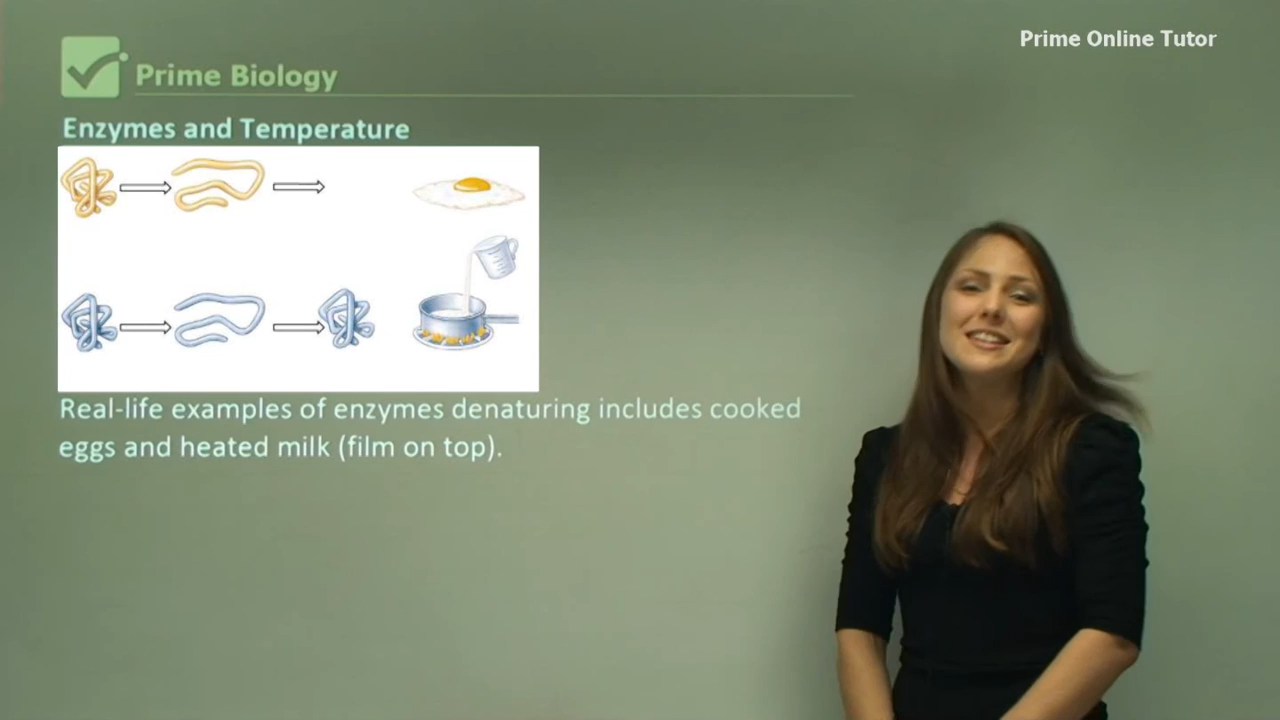 Prime Online Tutor
Prime Biology
Enzymes and Temperature
Real-life examples of enzymes denaturing includes cooked
eggs and heated milk (film on top).